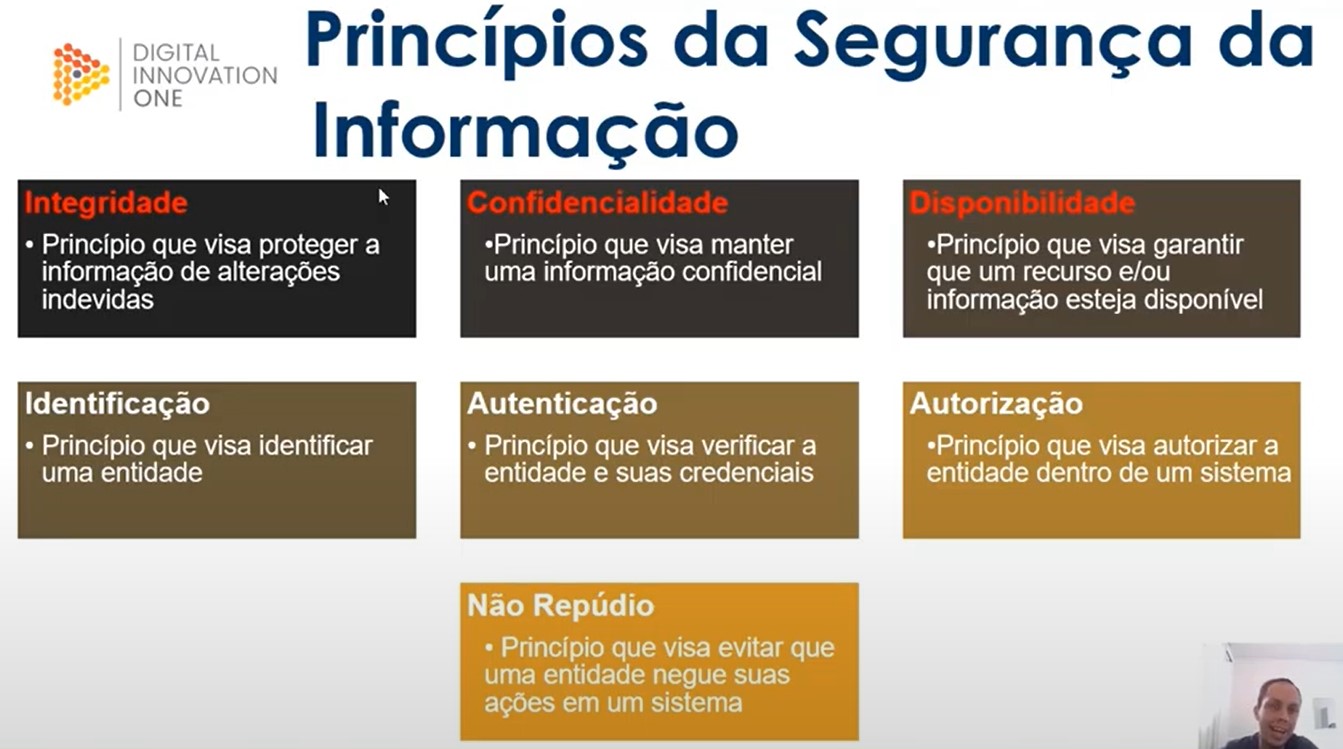 DIGITAL
INNOVATION
ONE
Princípios da Segurança da
Informação
Integridade
• Princípio que visa proteger a
informação de alterações
indevidas
Confidencialidade
•Princípio que visa manter
uma informação confidencial
Disponibilidade
•Princípio que visa garantir
que um recurso e/ou
informação esteja disponível
Identificação
• Princípio que visa identificar
uma entidade
Autenticação
• Princípio que visa verificar a
entidade e suas credenciais
Autorização
•Princípio que visa autorizar a
entidade dentro de um sistema
Não Repúdio
• Princípio que visa evitar que
uma entidade negue suas
ações em um sistema